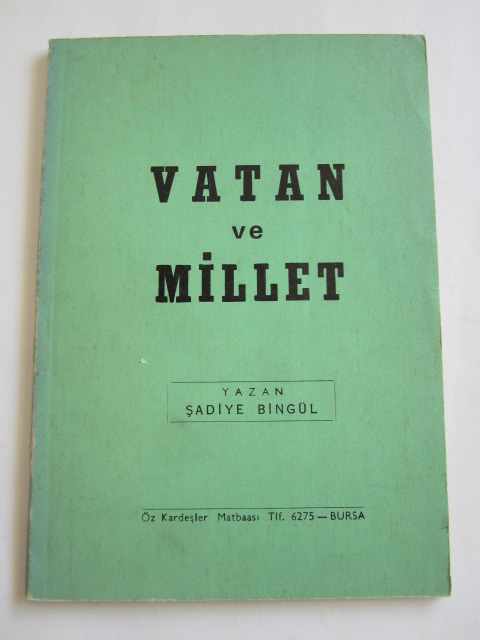 VATAN
ve
MİLLET
YAZAN
ŞADİYE BİNGÜL
Öz Kardeşler Matbaası Tlf. 6275 — BURSA